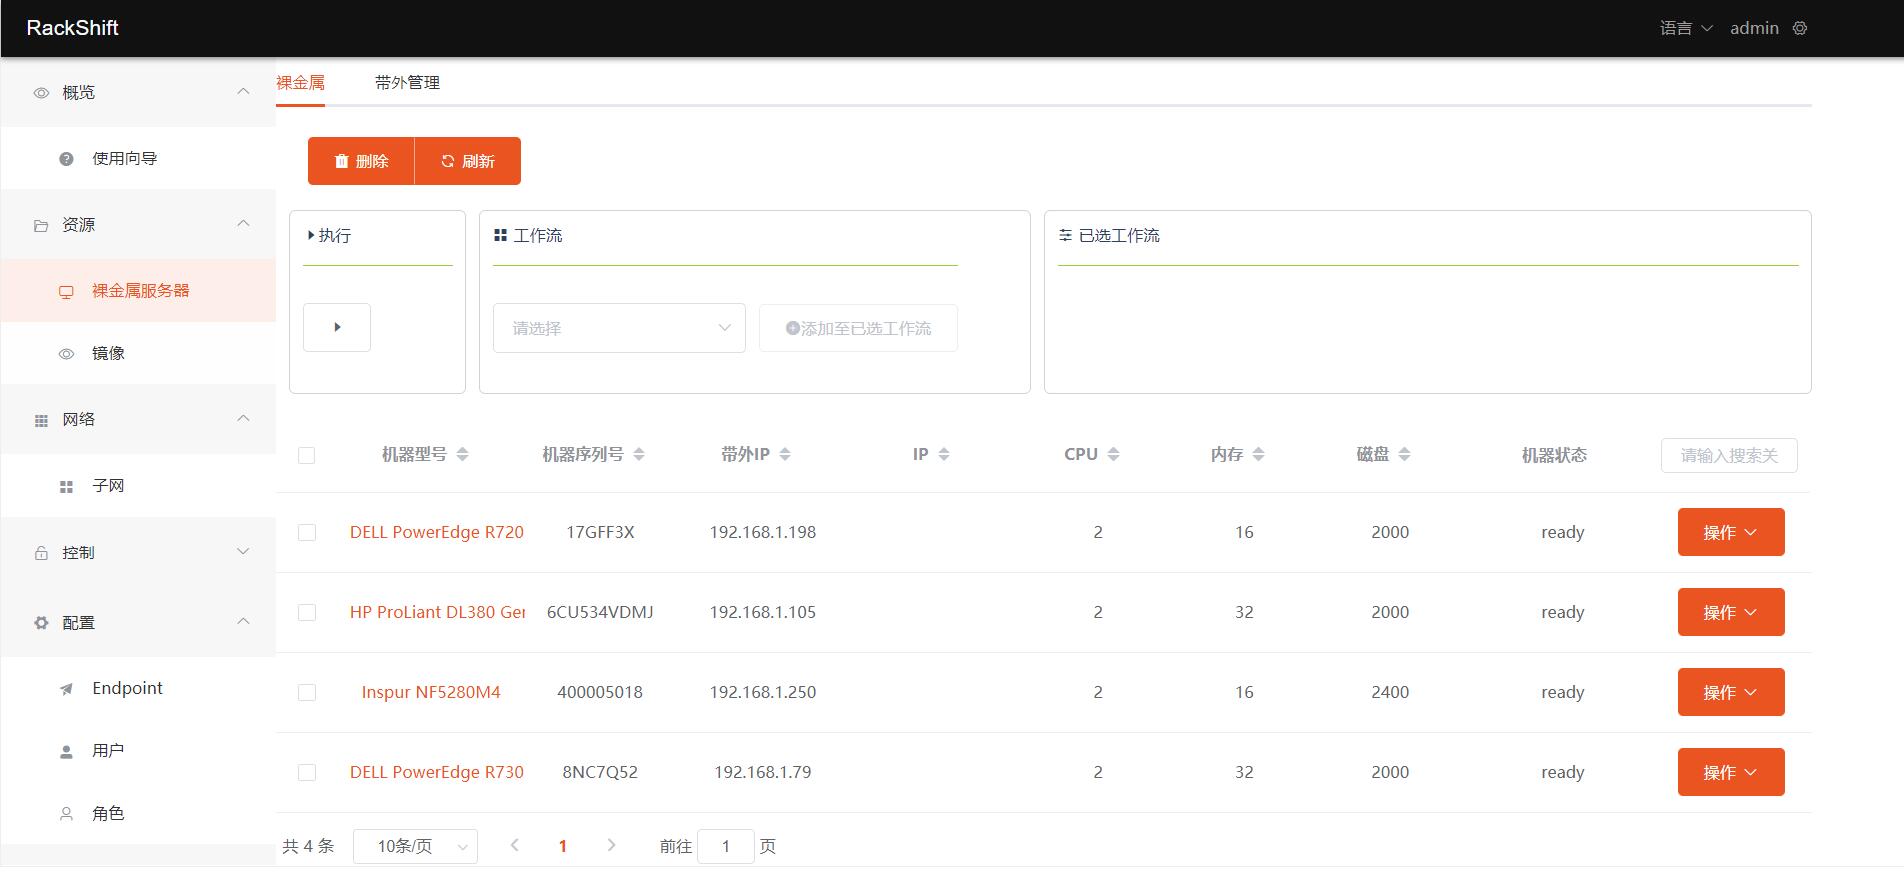 RackShift
语言 admin
概览
使用向导
资源
裸金属服务器
镜像
网络
子网
控制
配置
Endpoint
用户
角色
裸金属 带外管理
删除 刷新
执行
工作流
请选择 添加至已选工作流
已选工作流
机器型号 机器序列号 带外IP IP CPU 内存 磁盘 机器状态 请输入搜索关
DELL PowerEdge R720 17GFF3X 192.168.1.198 2 16 2000 ready 操作
HP ProLiant DL380 Ger 6CU534VDMJ 192.168.1.105 2 32 2000 ready 操作
Inspur NF5280M4 400005018 192.168.1.250 2 16 2400 ready 操作
DELL PowerEdge R730 8NC7Q52 192.168.1.79 2 32 2000 ready 操作
共 4 条 10条/页 1 前往 1 页